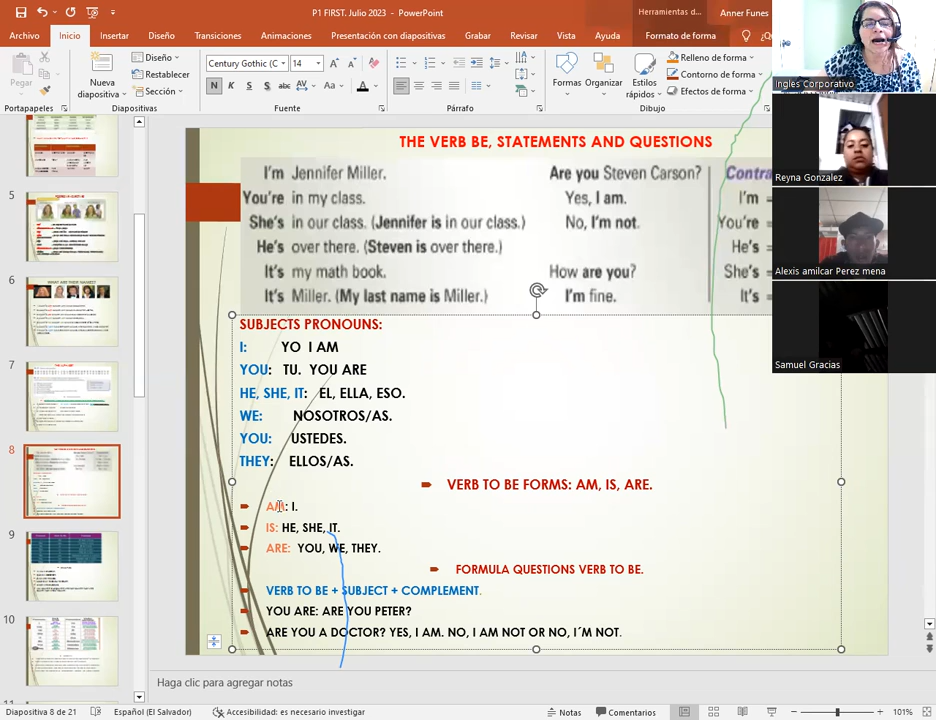 P1 FIRST. Julio 2023 - PowerPoint
Herramientas d...
Anner Funes
Archivo
Inicio
Insertar
Diseño
Transiciones
Animaciones
Presentación con diapositivas
Grabar
Revisar
Vista
Ayuda
Formato de forma
Pegar
Nueva diapositiva
Diseño
Restablecer
Sección
Century Gothic (C
14
N
K
S
S
abc
AV
Aa
A
Formas
Organizar
Estilos rápidos
Relleno de forma
Contorno de forma
Efectos de forma
Portapapeles
Diapositivas
Fuente
Párrafo
Dibujo
Ingles Corporativo
Reyna Gonzalez
Alexis amilcar Perez mena
Samuel Gracias
5
6
7
8
9
10
THE VERB BE, STATEMENTS AND QUESTIONS
I'm Jennifer Miller.
You're in my class.
She's in our class. (Jennifer is in our class.)
He's over there. (Steven is over there.)
It's my math book.
It's Miller. (My last name is Miller.)
Are you Steven Carson?
Yes, I am.
No, I'm not.
How are you?
I'm fine.
Contra
I'm =
You're =
He's =
She's =
It's =
SUBJECTS PRONOUNS:
I: YO I AM
YOU: TU. YOU ARE
HE, SHE, IT: EL, ELLA, ESO.
WE: NOSOTROS/AS.
YOU: USTEDES.
THEY: ELLOS/AS.
VERB TO BE FORMS: AM, IS, ARE.
AM: I.
IS: HE, SHE, IT.
ARE: YOU, WE, THEY.
FORMULA QUESTIONS VERB TO BE.
VERB TO BE + SUBJECT + COMPLEMENT.
YOU ARE: ARE YOU PETER?
ARE YOU A DOCTOR? YES, I AM. NO, I AM NOT OR NO, I´M NOT.
Haga clic para agregar notas
Diapositiva 8 de 21
Español (El Salvador)
Accesibilidad: es necesario investigar
Notas
Comentarios
101%